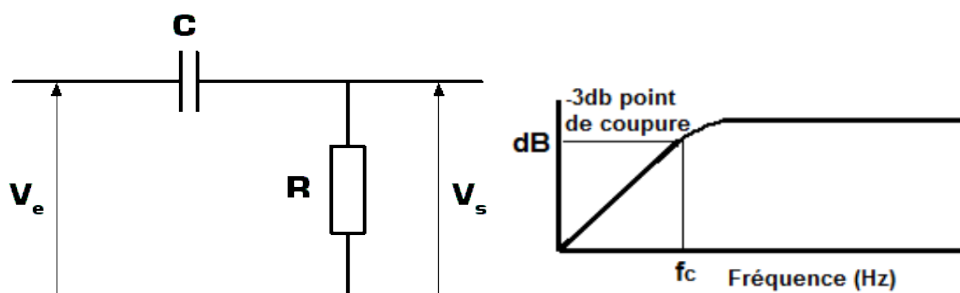 C
R
Ve
Vs
-3db point
de coupure
dB
fc
Fréquence (Hz)